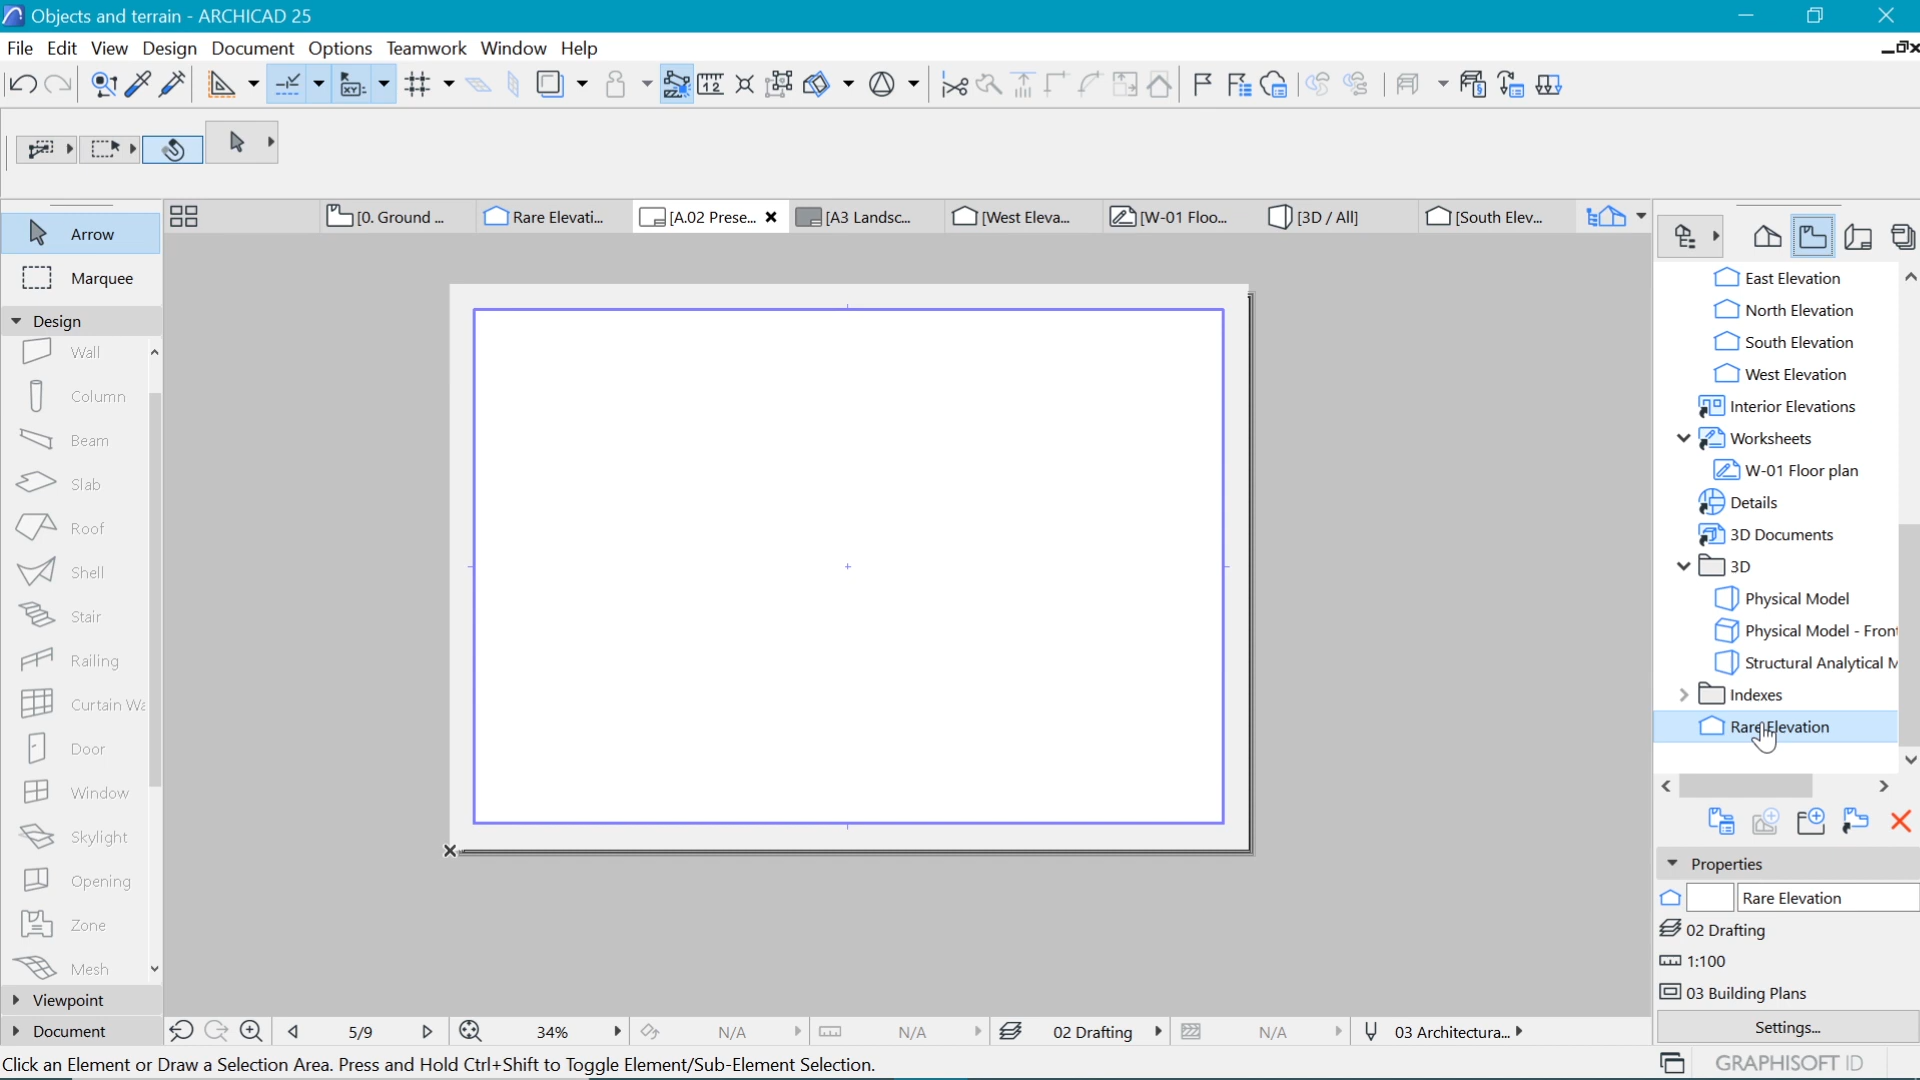 Objects and terrain - ARCHICAD 25
File Edit View Design Document Options Teamwork Window Help
[0. Ground ... Rare Elevati... [A.02 Prese... [A3 Landsc... [West Eleva... [W-01 Floo... [3D / All] [South Elev...
Arrow
Marquee
Design
Wall
Column
Beam
Slab
Roof
Shell
Stair
Railing
Curtain Wa
Door
Window
Skylight
Opening
Zone
Mesh
Viewpoint
Document
East Elevation
North Elevation
South Elevation
West Elevation
Interior Elevations
Worksheets
W-01 Floor plan
Details
3D Documents
3D
Physical Model
Physical Model - Front
Structural Analytical M
Indexes
Rare Elevation
Properties
Rare Elevation
02 Drafting
1:100
03 Building Plans
Settings...
5/9 34% N/A N/A 02 Drafting N/A 03 Architectura...
Click an Element or Draw a Selection Area. Press and Hold Ctrl+Shift to Toggle Element/Sub-Element Selection.
GRAPHISOFT ID